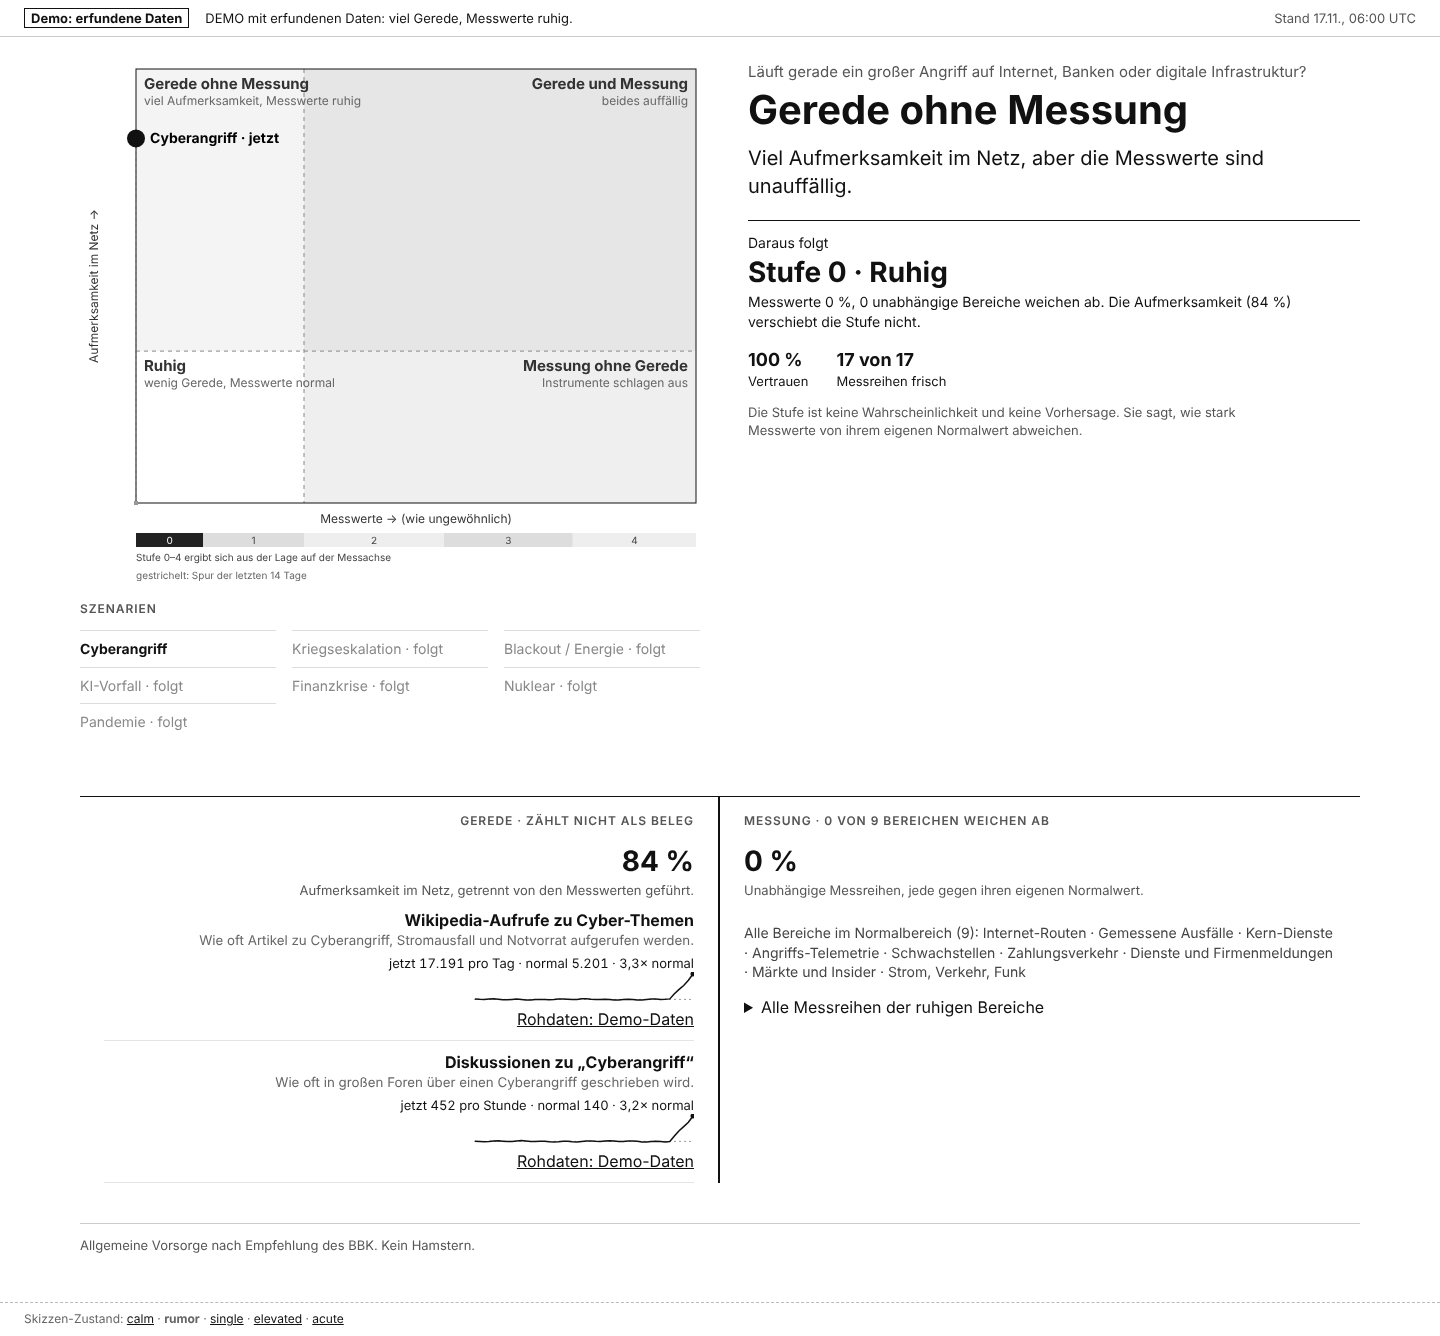 Demo: erfundene Daten
DEMO mit erfundenen Daten: viel Gerede, Messwerte ruhig.
Stand 17.11., 06:00 UTC
Gerede ohne Messung
viel Aufmerksamkeit, Messwerte ruhig
Gerede und Messung
beides auffällig
Cyberangriff · jetzt
Aufmerksamkeit im Netz →
Ruhig
wenig Gerede, Messwerte normal
Messung ohne Gerede
Instrumente schlagen aus
Messwerte → (wie ungewöhnlich)
0 1 2 3 4
Stufe 0–4 ergibt sich aus der Lage auf der Messachse
gestrichelt: Spur der letzten 14 Tage
SZENARIEN
Cyberangriff
Kriegseskalation · folgt
Blackout / Energie · folgt
KI-Vorfall · folgt
Finanzkrise · folgt
Nuklear · folgt
Pandemie · folgt
Läuft gerade ein großer Angriff auf Internet, Banken oder digitale Infrastruktur?
Gerede ohne Messung
Viel Aufmerksamkeit im Netz, aber die Messwerte sind
unauffällig.
Daraus folgt
Stufe 0 · Ruhig
Messwerte 0 %, 0 unabhängige Bereiche weichen ab. Die Aufmerksamkeit (84 %)
verschiebt die Stufe nicht.
100 %
Vertrauen
17 von 17
Messreihen frisch
Die Stufe ist keine Wahrscheinlichkeit und keine Vorhersage. Sie sagt, wie stark
Messwerte von ihrem eigenen Normalwert abweichen.
GEREDE · ZÄHLT NICHT ALS BELEG
84 %
Aufmerksamkeit im Netz, getrennt von den Messwerten geführt.
Wikipedia-Aufrufe zu Cyber-Themen
Wie oft Artikel zu Cyberangriff, Stromausfall und Notvorrat aufgerufen werden.
jetzt 17.191 pro Tag · normal 5.201 · 3,3× normal
Rohdaten: Demo-Daten
Diskussionen zu „Cyberangriff“
Wie oft in großen Foren über einen Cyberangriff geschrieben wird.
jetzt 452 pro Stunde · normal 140 · 3,2× normal
Rohdaten: Demo-Daten
MESSUNG · 0 VON 9 BEREICHEN WEICHEN AB
0 %
Unabhängige Messreihen, jede gegen ihren eigenen Normalwert.
Alle Bereiche im Normalbereich (9): Internet-Routen · Gemessene Ausfälle · Kern-Dienste
· Angriffs-Telemetrie · Schwachstellen · Zahlungsverkehr · Dienste und Firmenmeldungen
· Märkte und Insider · Strom, Verkehr, Funk
▶ Alle Messreihen der ruhigen Bereiche
Allgemeine Vorsorge nach Empfehlung des BBK. Kein Hamstern.
Skizzen-Zustand: calm · rumor · single · elevated · acute